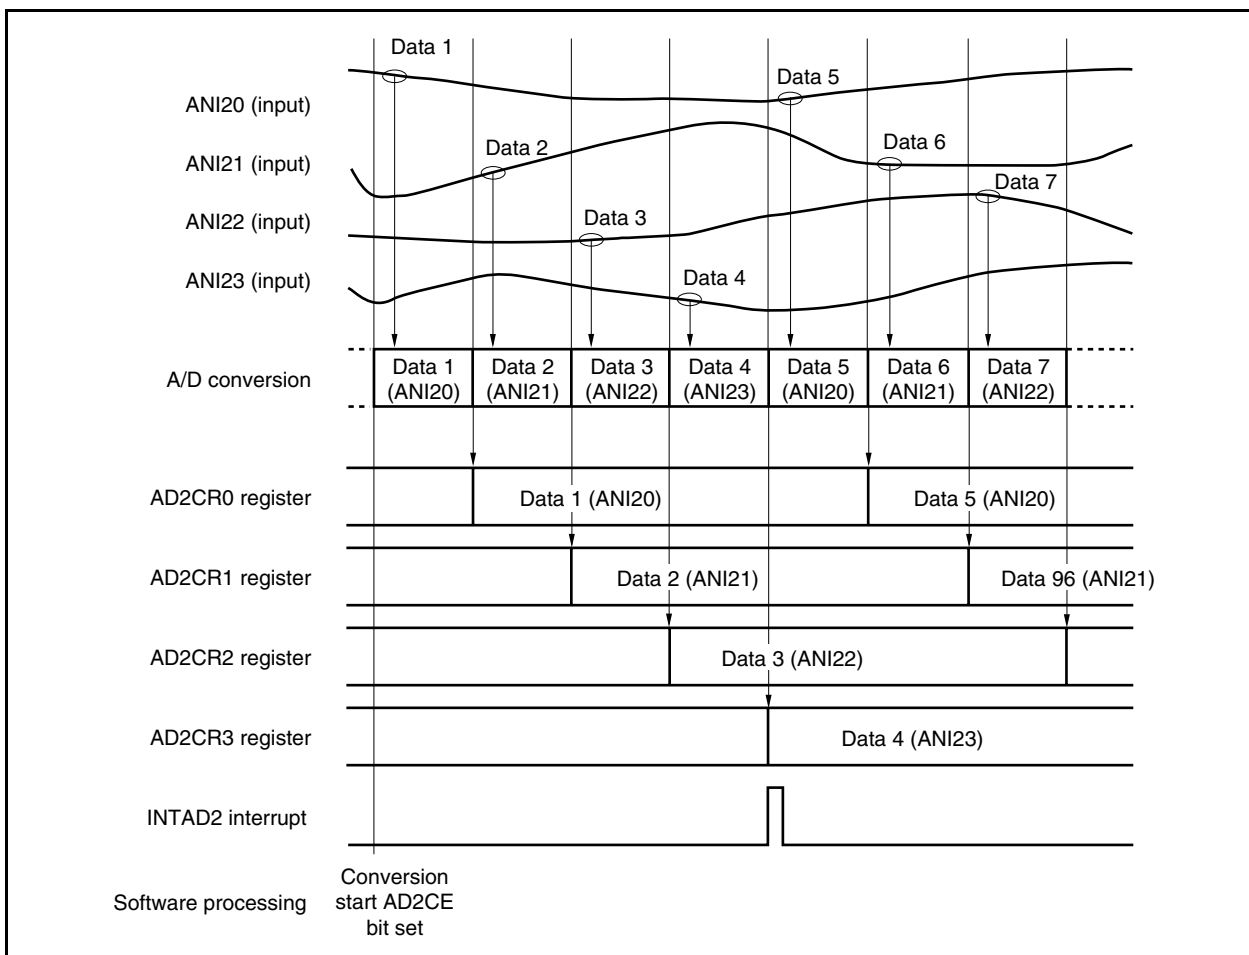 Data 1
Data 5
ANI20 (input)
Data 2
Data 6
ANI21 (input)
Data 7
ANI22 (input)
Data 3
ANI23 (input)
Data 4
A/D conversion
Data 1
(ANI20)
Data 2
(ANI21)
Data 3
(ANI22)
Data 4
(ANI23)
Data 5
(ANI20)
Data 6
(ANI21)
Data 7
(ANI22)
AD2CR0 register
Data 1 (ANI20)
Data 5 (ANI20)
AD2CR1 register
Data 2 (ANI21)
Data 96 (ANI21)
AD2CR2 register
Data 3 (ANI22)
AD2CR3 register
Data 4 (ANI23)
INTAD2 interrupt
Software processing
Conversion
start AD2CE
bit set